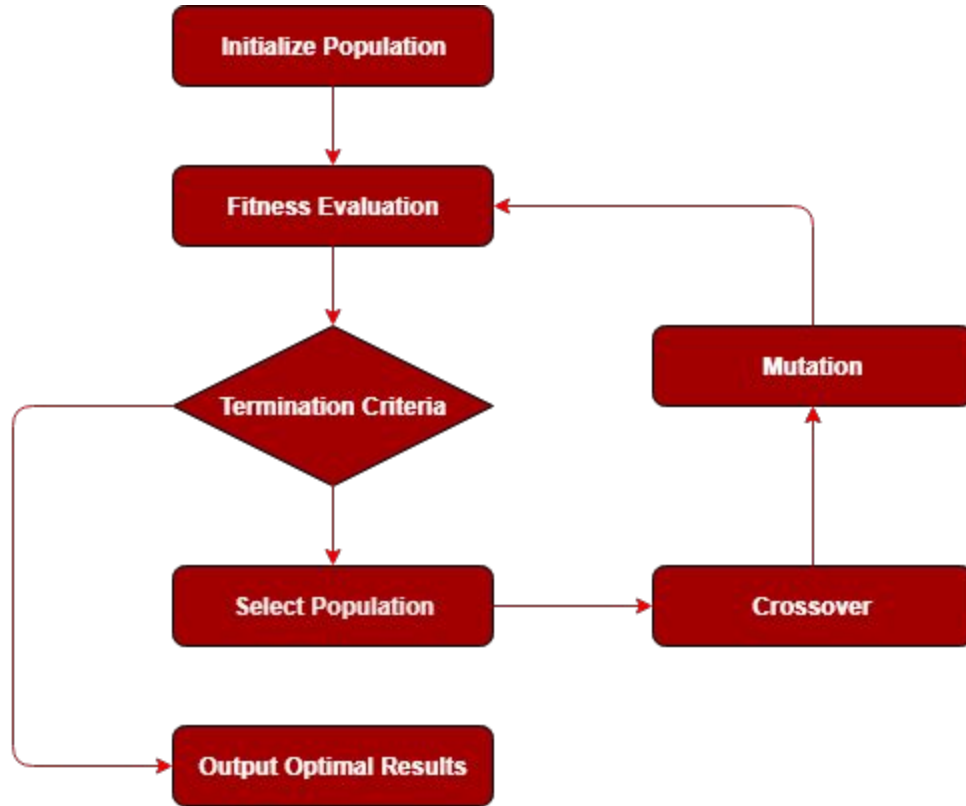 Initialize Population
Fitness Evaluation
Termination Criteria
Mutation
Select Population
Crossover
Output Optimal Results